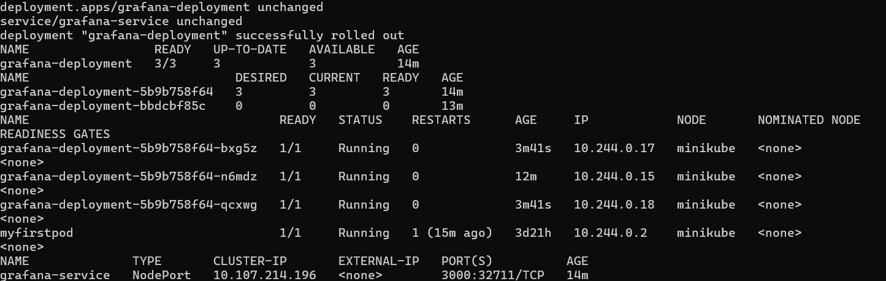 deployment.apps/grafana-deployment unchanged
service/grafana-service unchanged
deployment "grafana-deployment" successfully rolled out
NAME READY UP-TO-DATE AVAILABLE AGE
grafana-deployment 3/3 3 3 14m
NAME DESIRED CURRENT READY AGE
grafana-deployment-5b9b758f64 3 3 3 14m
grafana-deployment-bbdcbf85c 0 0 0 13m
NAME READY STATUS RESTARTS AGE IP NODE NOMINATED NODE
READINESS GATES
grafana-deployment-5b9b758f64-bxg5z 1/1 Running 0 3m41s 10.244.0.17 minikube <none>
<none>
grafana-deployment-5b9b758f64-n6mdz 1/1 Running 0 12m 10.244.0.15 minikube <none>
<none>
grafana-deployment-5b9b758f64-qcxwg 1/1 Running 0 3m41s 10.244.0.18 minikube <none>
<none>
myfirstpod 1/1 Running 1 (15m ago) 3d21h 10.244.0.2 minikube <none>
<none>
NAME TYPE CLUSTER-IP EXTERNAL-IP PORT(S) AGE
grafana-service NodePort 10.107.214.196 <none> 3000:32711/TCP 14m